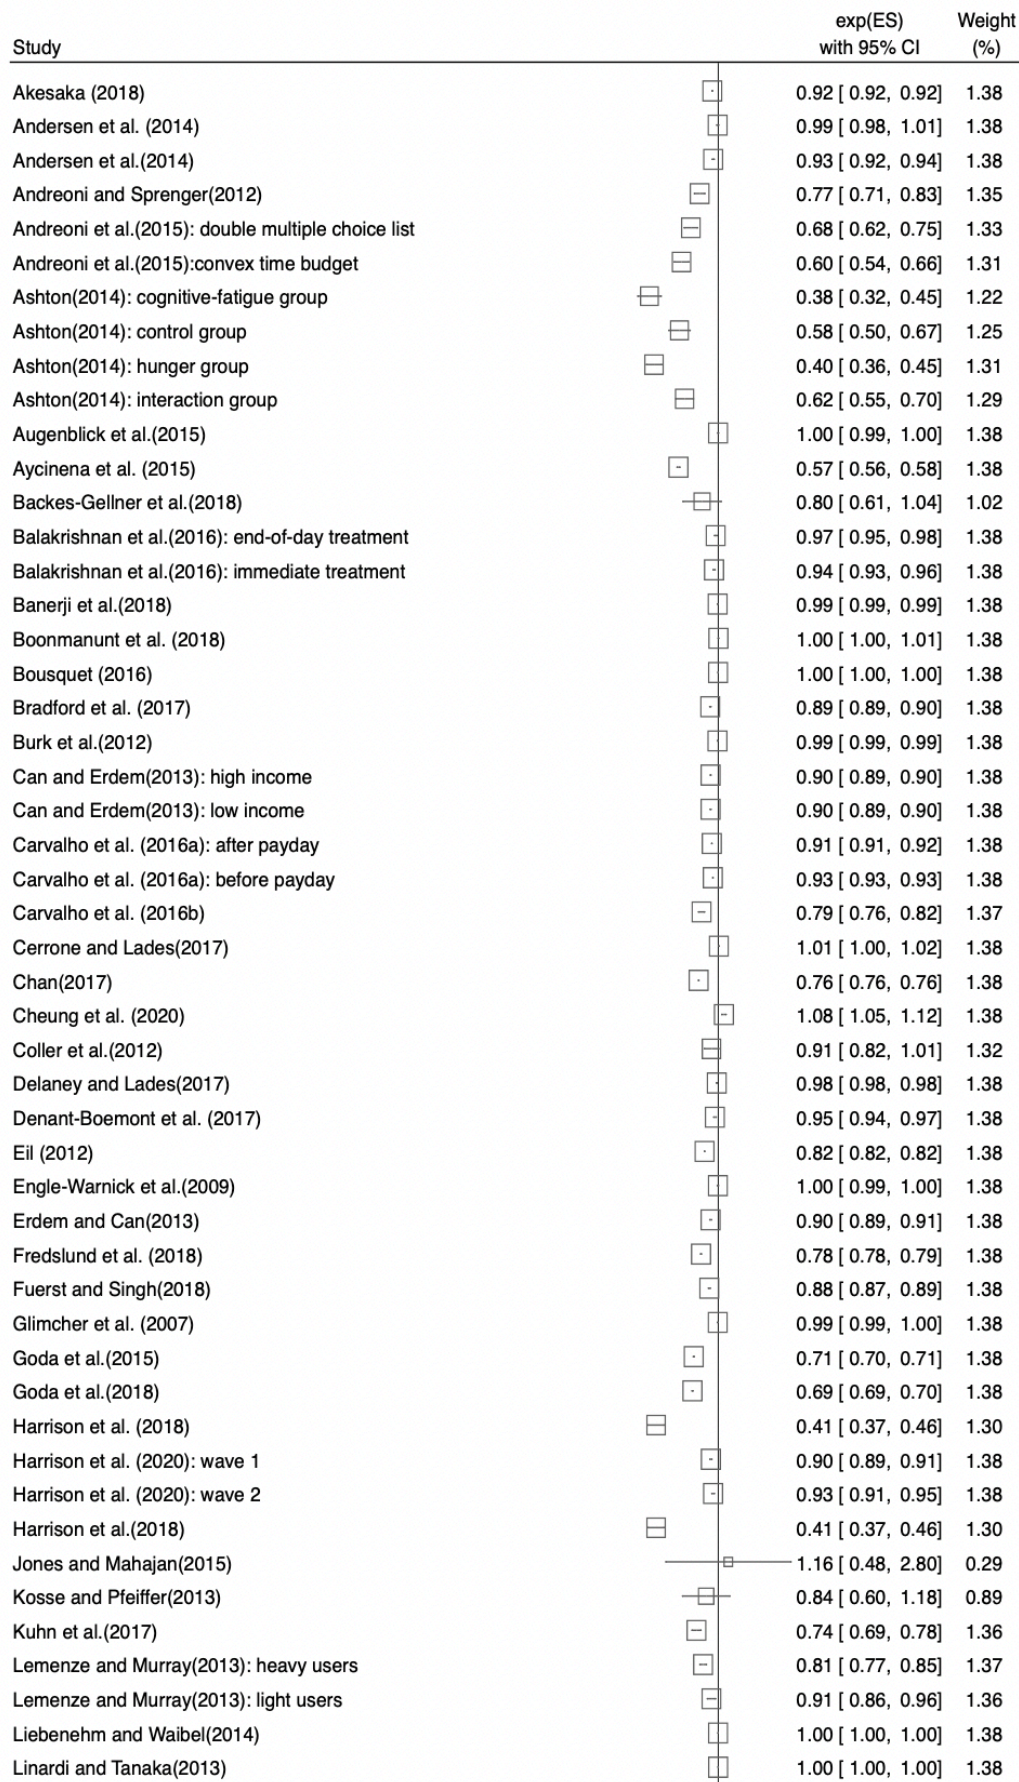 exp(ES) Weight
Study with 95% CI (%)
Akesaka (2018) 0.92 [ 0.92, 0.92] 1.38
Andersen et al. (2014) 0.99 [ 0.98, 1.01] 1.38
Andersen et al.(2014) 0.93 [ 0.92, 0.94] 1.38
Andreoni and Sprenger(2012) 0.77 [ 0.71, 0.83] 1.35
Andreoni et al.(2015): double multiple choice list 0.68 [ 0.62, 0.75] 1.33
Andreoni et al.(2015):convex time budget 0.60 [ 0.54, 0.66] 1.31
Ashton(2014): cognitive-fatigue group 0.38 [ 0.32, 0.45] 1.22
Ashton(2014): control group 0.58 [ 0.50, 0.67] 1.25
Ashton(2014): hunger group 0.40 [ 0.36, 0.45] 1.31
Ashton(2014): interaction group 0.62 [ 0.55, 0.70] 1.29
Augenblick et al.(2015) 1.00 [ 0.99, 1.00] 1.38
Aycinena et al. (2015) 0.57 [ 0.56, 0.58] 1.38
Backes-Gellner et al.(2018) 0.80 [ 0.61, 1.04] 1.02
Balakrishnan et al.(2016): end-of-day treatment 0.97 [ 0.95, 0.98] 1.38
Balakrishnan et al.(2016): immediate treatment 0.94 [ 0.93, 0.96] 1.38
Banerji et al.(2018) 0.99 [ 0.99, 0.99] 1.38
Boonmanunt et al. (2018) 1.00 [ 1.00, 1.01] 1.38
Bousquet (2016) 1.00 [ 1.00, 1.00] 1.38
Bradford et al. (2017) 0.89 [ 0.89, 0.90] 1.38
Burk et al.(2012) 0.99 [ 0.99, 0.99] 1.38
Can and Erdem(2013): high income 0.90 [ 0.89, 0.90] 1.38
Can and Erdem(2013): low income 0.90 [ 0.89, 0.90] 1.38
Carvalho et al. (2016a): after payday 0.91 [ 0.91, 0.92] 1.38
Carvalho et al. (2016a): before payday 0.93 [ 0.93, 0.93] 1.38
Carvalho et al. (2016b) 0.79 [ 0.76, 0.82] 1.37
Cerrone and Lades(2017) 1.01 [ 1.00, 1.02] 1.38
Chan(2017) 0.76 [ 0.76, 0.76] 1.38
Cheung et al. (2020) 1.08 [ 1.05, 1.12] 1.38
Coller et al.(2012) 0.91 [ 0.82, 1.01] 1.32
Delaney and Lades(2017) 0.98 [ 0.98, 0.98] 1.38
Denant-Boemont et al. (2017) 0.95 [ 0.94, 0.97] 1.38
Eil (2012) 0.82 [ 0.82, 0.82] 1.38
Engle-Warnick et al.(2009) 1.00 [ 0.99, 1.00] 1.38
Erdem and Can(2013) 0.90 [ 0.89, 0.91] 1.38
Fredslund et al. (2018) 0.78 [ 0.78, 0.79] 1.38
Fuerst and Singh(2018) 0.88 [ 0.87, 0.89] 1.38
Glimcher et al. (2007) 0.99 [ 0.99, 1.00] 1.38
Goda et al.(2015) 0.71 [ 0.70, 0.71] 1.38
Goda et al.(2018) 0.69 [ 0.69, 0.70] 1.38
Harrison et al. (2018) 0.41 [ 0.37, 0.46] 1.30
Harrison et al. (2020): wave 1 0.90 [ 0.89, 0.91] 1.38
Harrison et al. (2020): wave 2 0.93 [ 0.91, 0.95] 1.38
Harrison et al.(2018) 0.41 [ 0.37, 0.46] 1.30
Jones and Mahajan(2015) 1.16 [ 0.48, 2.80] 0.29
Kosse and Pfeiffer(2013) 0.84 [ 0.60, 1.18] 0.89
Kuhn et al.(2017) 0.74 [ 0.69, 0.78] 1.36
Lemenze and Murray(2013): heavy users 0.81 [ 0.77, 0.85] 1.37
Lemenze and Murray(2013): light users 0.91 [ 0.86, 0.96] 1.36
Liebenehm and Waibel(2014) 1.00 [ 1.00, 1.00] 1.38
Linardi and Tanaka(2013) 1.00 [ 1.00, 1.00] 1.38